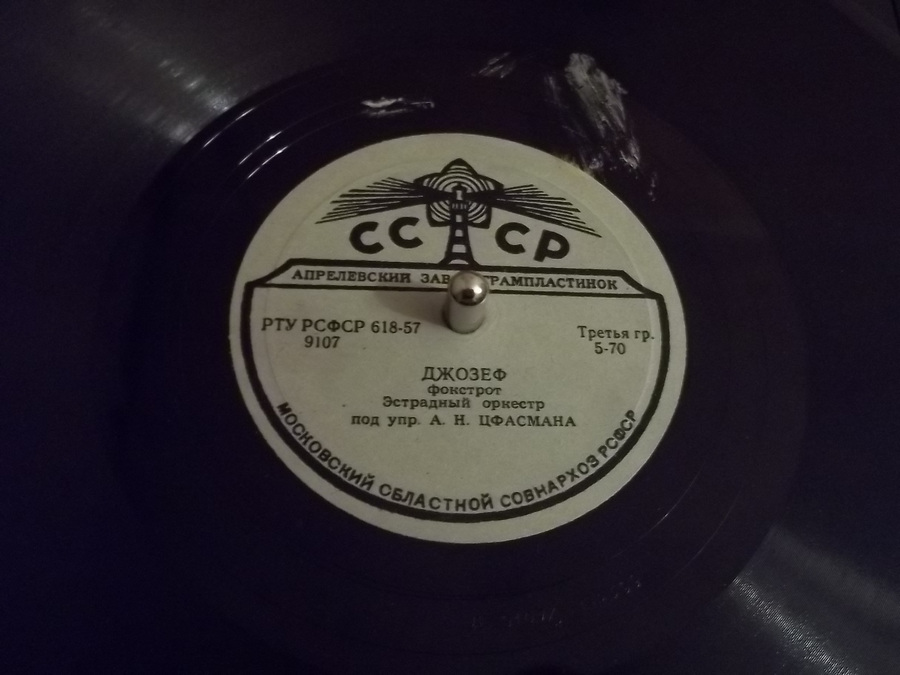 СССР
АПРЕЛЕВСКИЙ ЗАВ ГРАМПЛАСТИНОК
РТУ РСФСР 618-57
9107
Третья гр.
5-70
ДЖОЗЕФ
фокстрот
Эстрадный оркестр
под упр. А. Н. ЦФАСМАНА
МОСКОВСКИЙ ОБЛАСТНОЙ СОВНАРХОЗ РСФСР